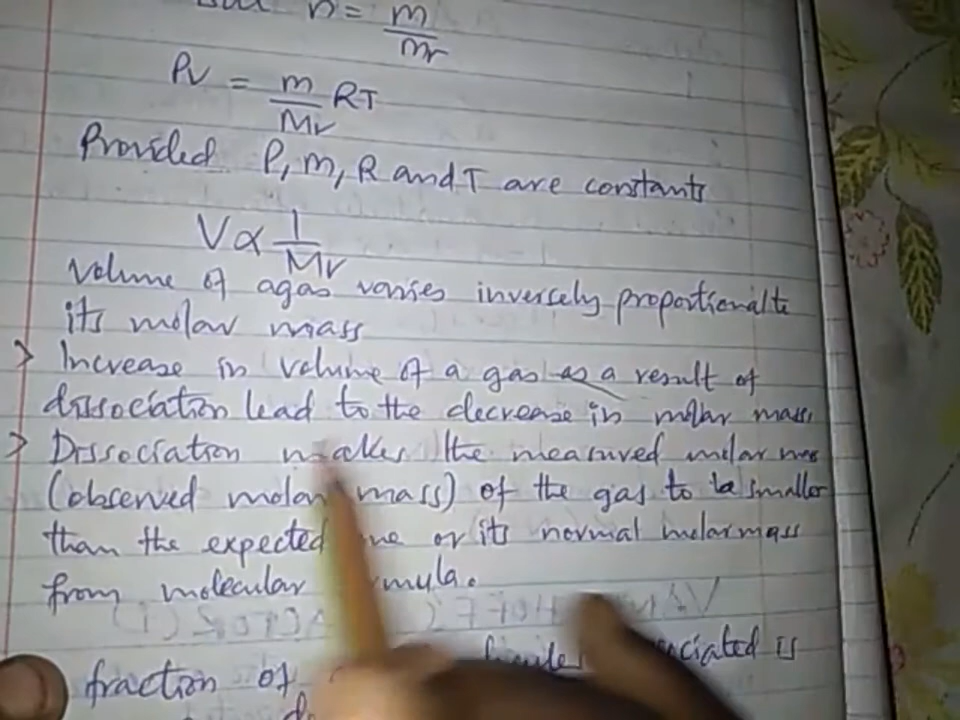 n = m/Mr
PV = m/Mr RT
Provided P, m, R and T are constants
V ∝ 1/Mr
Volume of a gas varies inversely proportional to
its molar mass
> Increase in volume of a gas as a result of
dissociation lead to the decrease in molar mass
> Dissociation makes the measured molar mass
(observed molar mass) of the gas to be smaller
than the expected or its normal molar mass
from molecular
fraction of is